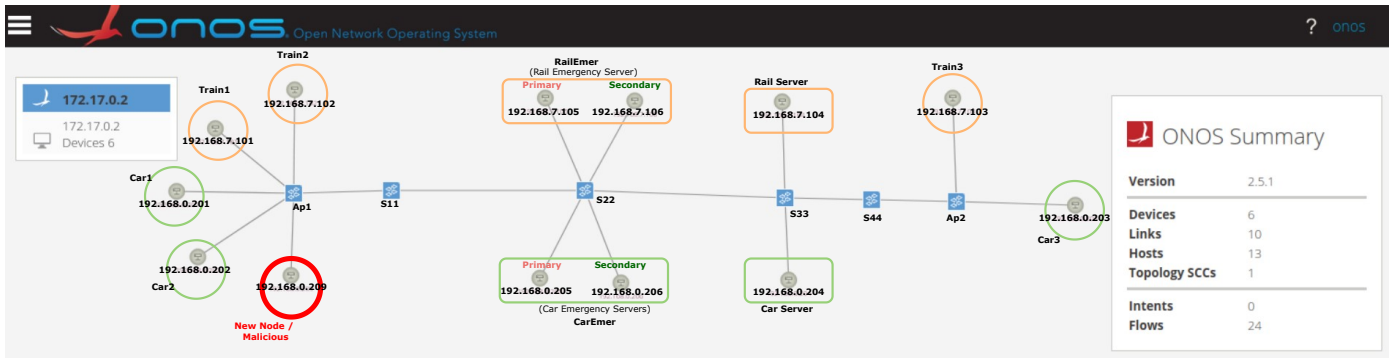 onos. Open Network Operating System
? onos
172.17.0.2
172.17.0.2
Devices 6
Train1
192.168.7.101
Train2
192.168.7.102
Car1
192.168.0.201
192.168.0.202
Car2
192.168.0.209
New Node /
Malicious
Ap1
S11
RailEmer
(Rail Emergency Server)
Primary Secondary
192.168.7.105 192.168.7.106
S22
Primary Secondary
192.168.0.205 192.168.0.206
(Car Emergency Servers)
CarEmer
Rail Server
192.168.7.104
S33
192.168.0.204
Car Server
S44
Train3
192.168.7.103
Ap2
192.168.0.203
Car3
ONOS Summary
Version 2.5.1
Devices 6
Links 10
Hosts 13
Topology SCCs 1
Intents 0
Flows 24